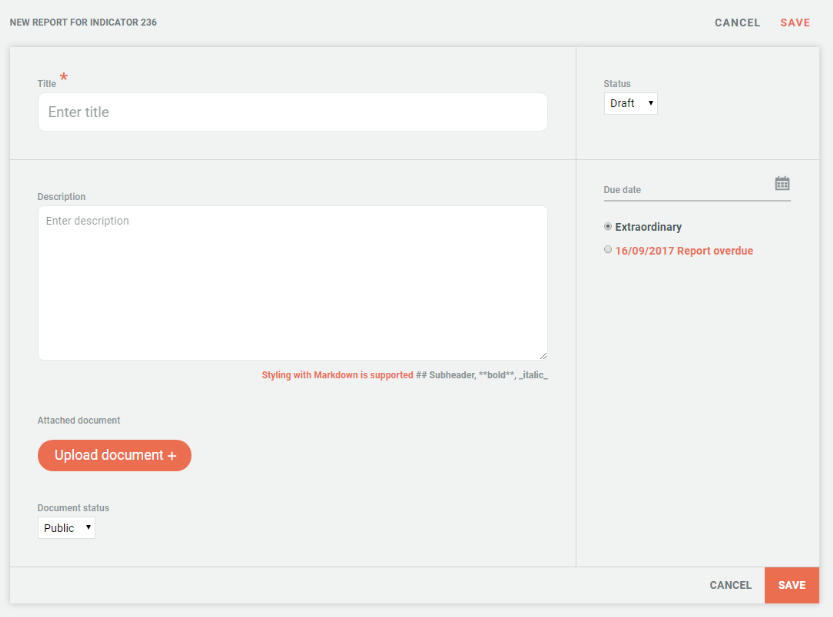 NEW REPORT FOR INDICATOR 236
CANCEL SAVE
Title *
Enter title
Status
Draft
Description
Enter description
Styling with Markdown is supported ## Subheader, **bold**, _italic_
Attached document
Upload document +
Document status
Public
Due date
Extraordinary
16/09/2017 Report overdue
CANCEL SAVE